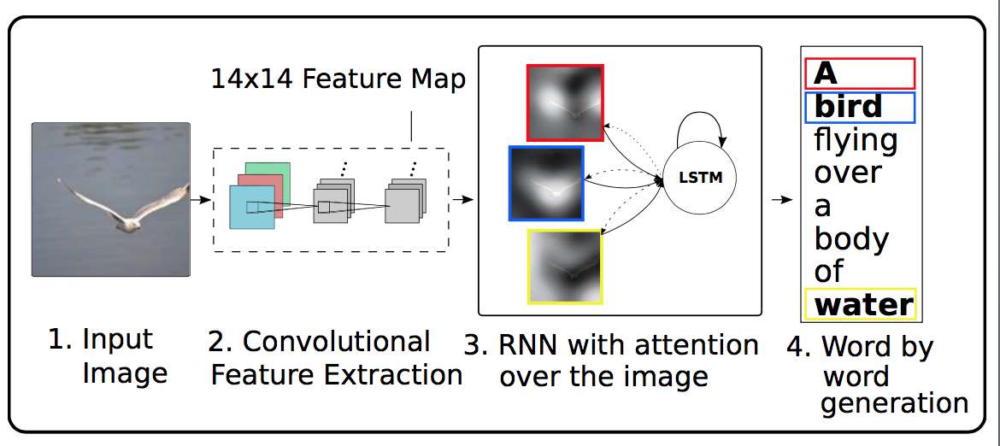 14x14 Feature Map
LSTM
A
bird
flying
over
a
body
of
water
1. Input
Image
2. Convolutional
Feature Extraction
3. RNN with attention
over the image
4. Word by
word
generation